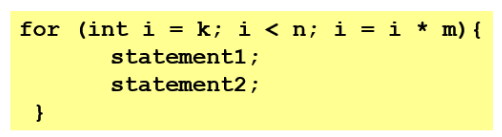 for (int i = k; i < n; i = i * m){
statement1;
statement2;
}